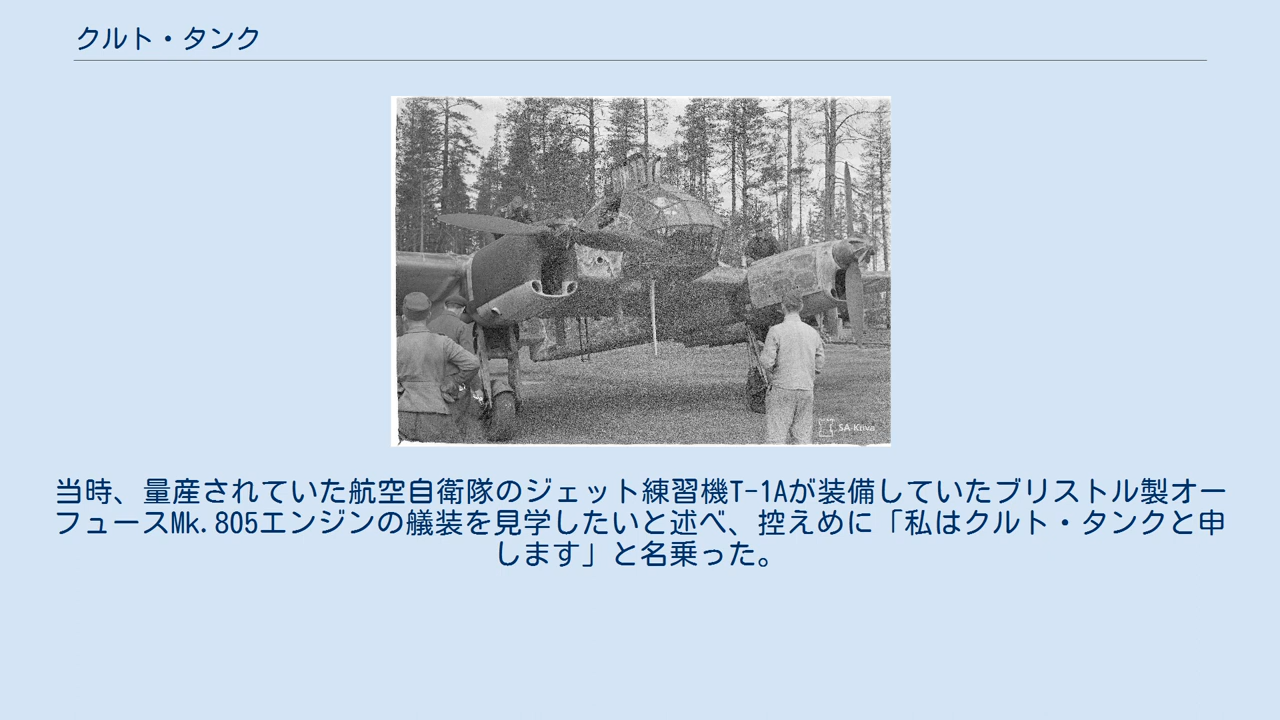 クルト・タンク
SA-kuva
当時、量産されていた航空自衛隊のジェット練習機T-1Aが装備していたブリストル製オー
フュースMk.805エンジンの艤装を見学したいと述べ、控えめに「私はクルト・タンクと申
します」と名乗った。